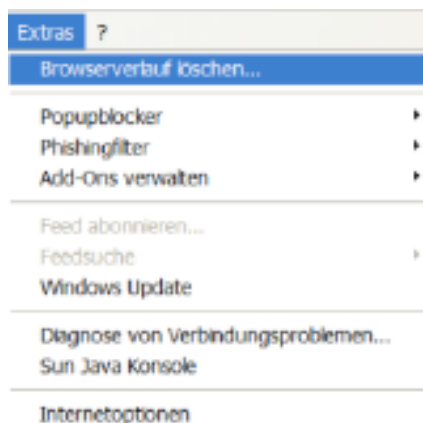 Extras ?
Browserverlauf löschen...
Popupblocker
Phishingfilter
Add-Ons verwalten
Feed abonnieren...
Feedsuche
Windows Update
Diagnose von Verbindungsproblemen...
Sun Java Konsole
Internetoptionen